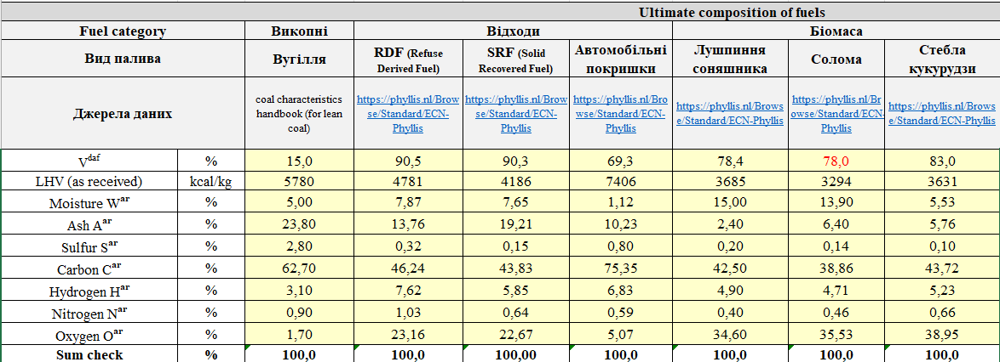 Ultimate composition of fuels
Fuel category Викопні Відходи Біомаса
Вид палива Вугілля RDF (Refuse Derived Fuel) SRF (Solid Recovered Fuel) Автомобільні покришки Лушпиння соняшника Солома Стебла кукурудзи
Джерела даних coal characteristics handbook (for lean coal) https://phyllis.nl/Browse/Standard/ECN-Phyllis https://phyllis.nl/Browse/Standard/ECN-Phyllis https://phyllis.nl/Browse/Standard/ECN-Phyllis https://phyllis.nl/Browse/Standard/ECN-Phyllis https://phyllis.nl/Browse/Standard/ECN-Phyllis https://phyllis.nl/Browse/Standard/ECN-Phyllis
Vdaf % 15,0 90,5 90,3 69,3 78,4 78,0 83,0
LHV (as received) kcal/kg 5780 4781 4186 7406 3685 3294 3631
Moisture War % 5,00 7,87 7,65 1,12 15,00 13,90 5,53
Ash Aar % 23,80 13,76 19,21 10,23 2,40 6,40 5,76
Sulfur Sar % 2,80 0,32 0,15 0,80 0,20 0,14 0,10
Carbon Car % 62,70 46,24 43,83 75,35 42,50 38,86 43,72
Hydrogen Har % 3,10 7,62 5,85 6,83 4,90 4,71 5,23
Nitrogen Nar % 0,90 1,03 0,64 0,59 0,40 0,46 0,66
Oxygen Oar % 1,70 23,16 22,67 5,07 34,60 35,53 38,95
Sum check % 100,0 100,0 100,00 100,0 100,0 100,0 100,0